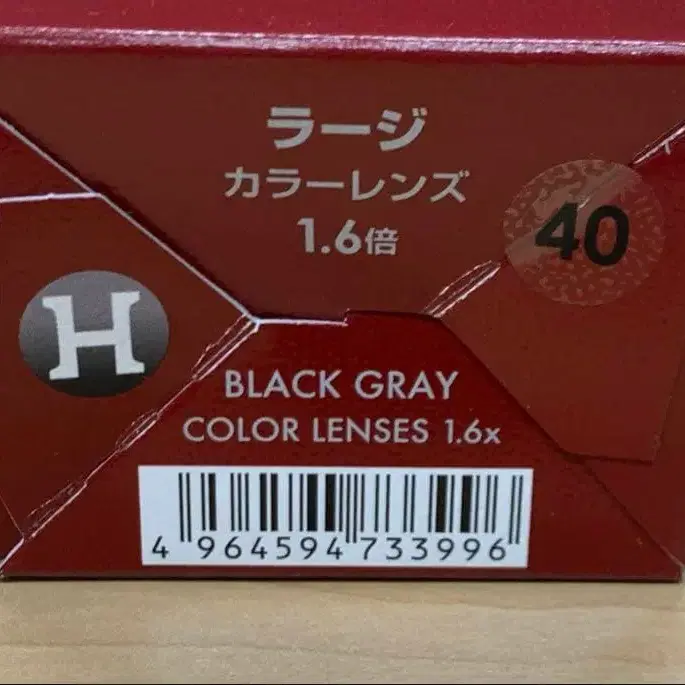 ラージ
カラーレンズ
1.6倍
40
H
BLACK GRAY
COLOR LENSES 1.6x
4 964594 733996